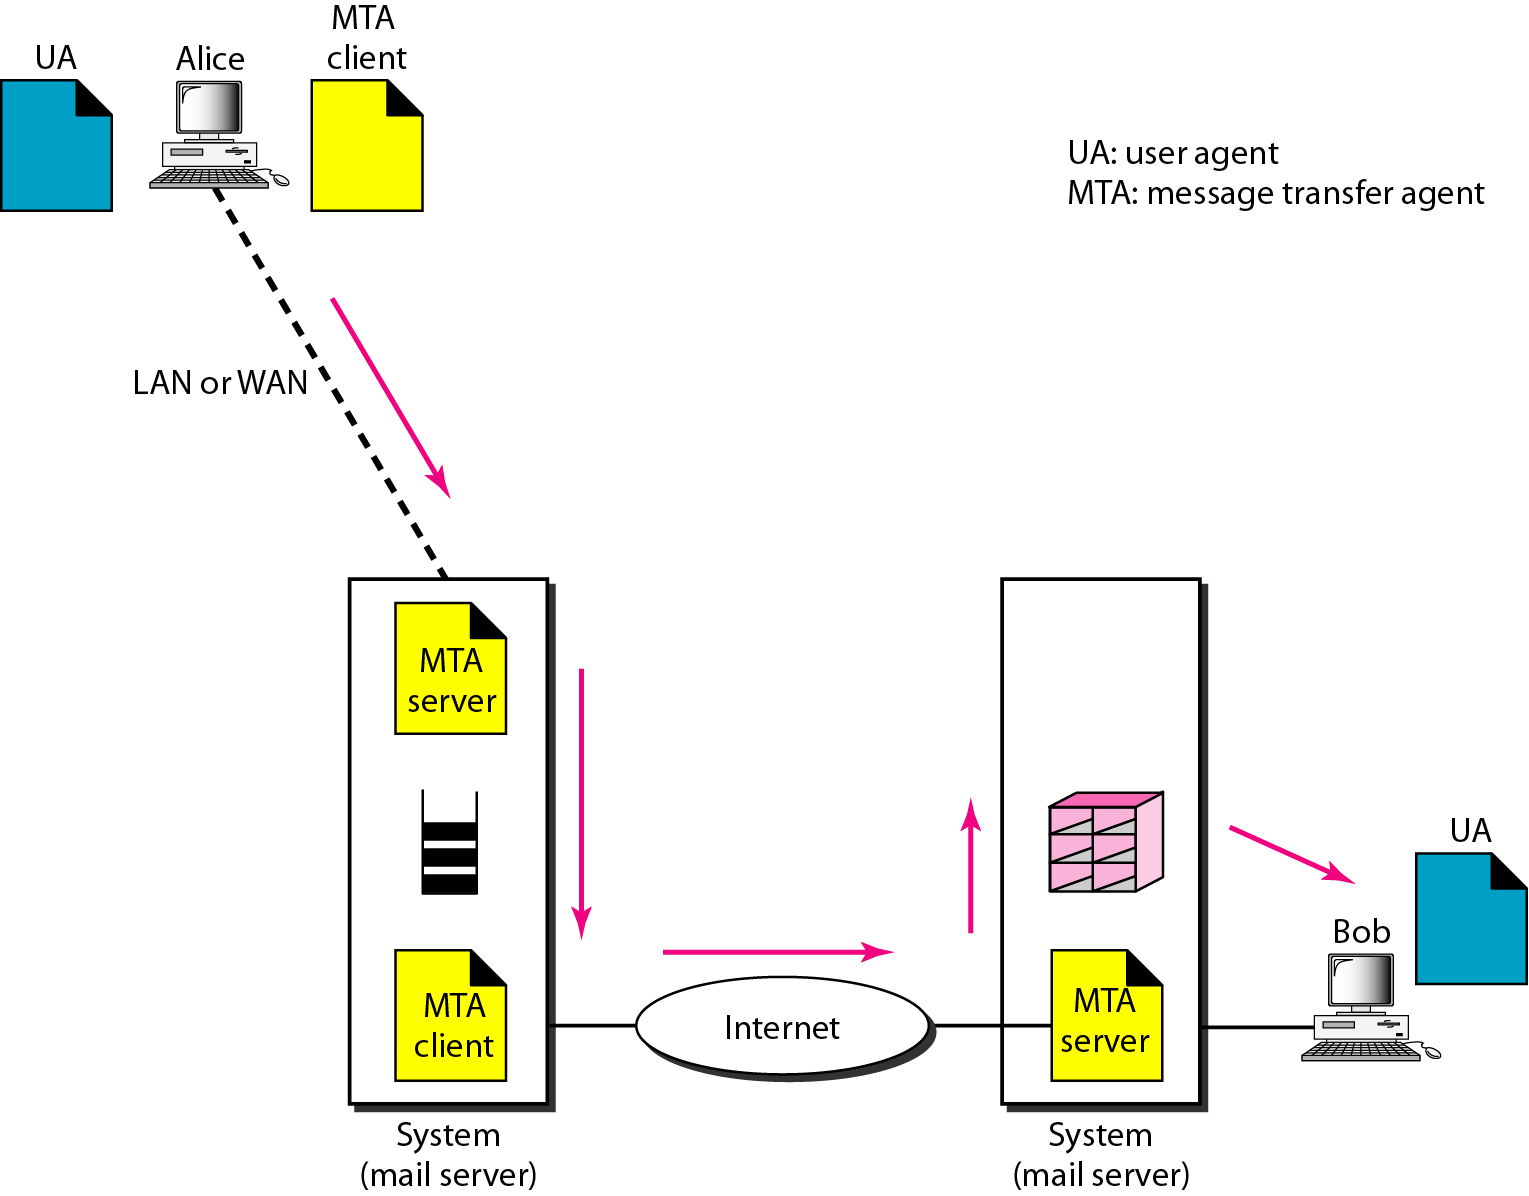 MTA
UA
Alice
client
UA: user agent
MTA: message transfer agent
LAN or WAN
MTA
server
UA
Bob
MTA
client
Internet
MTA
server
System
(mail server)
System
(mail server)